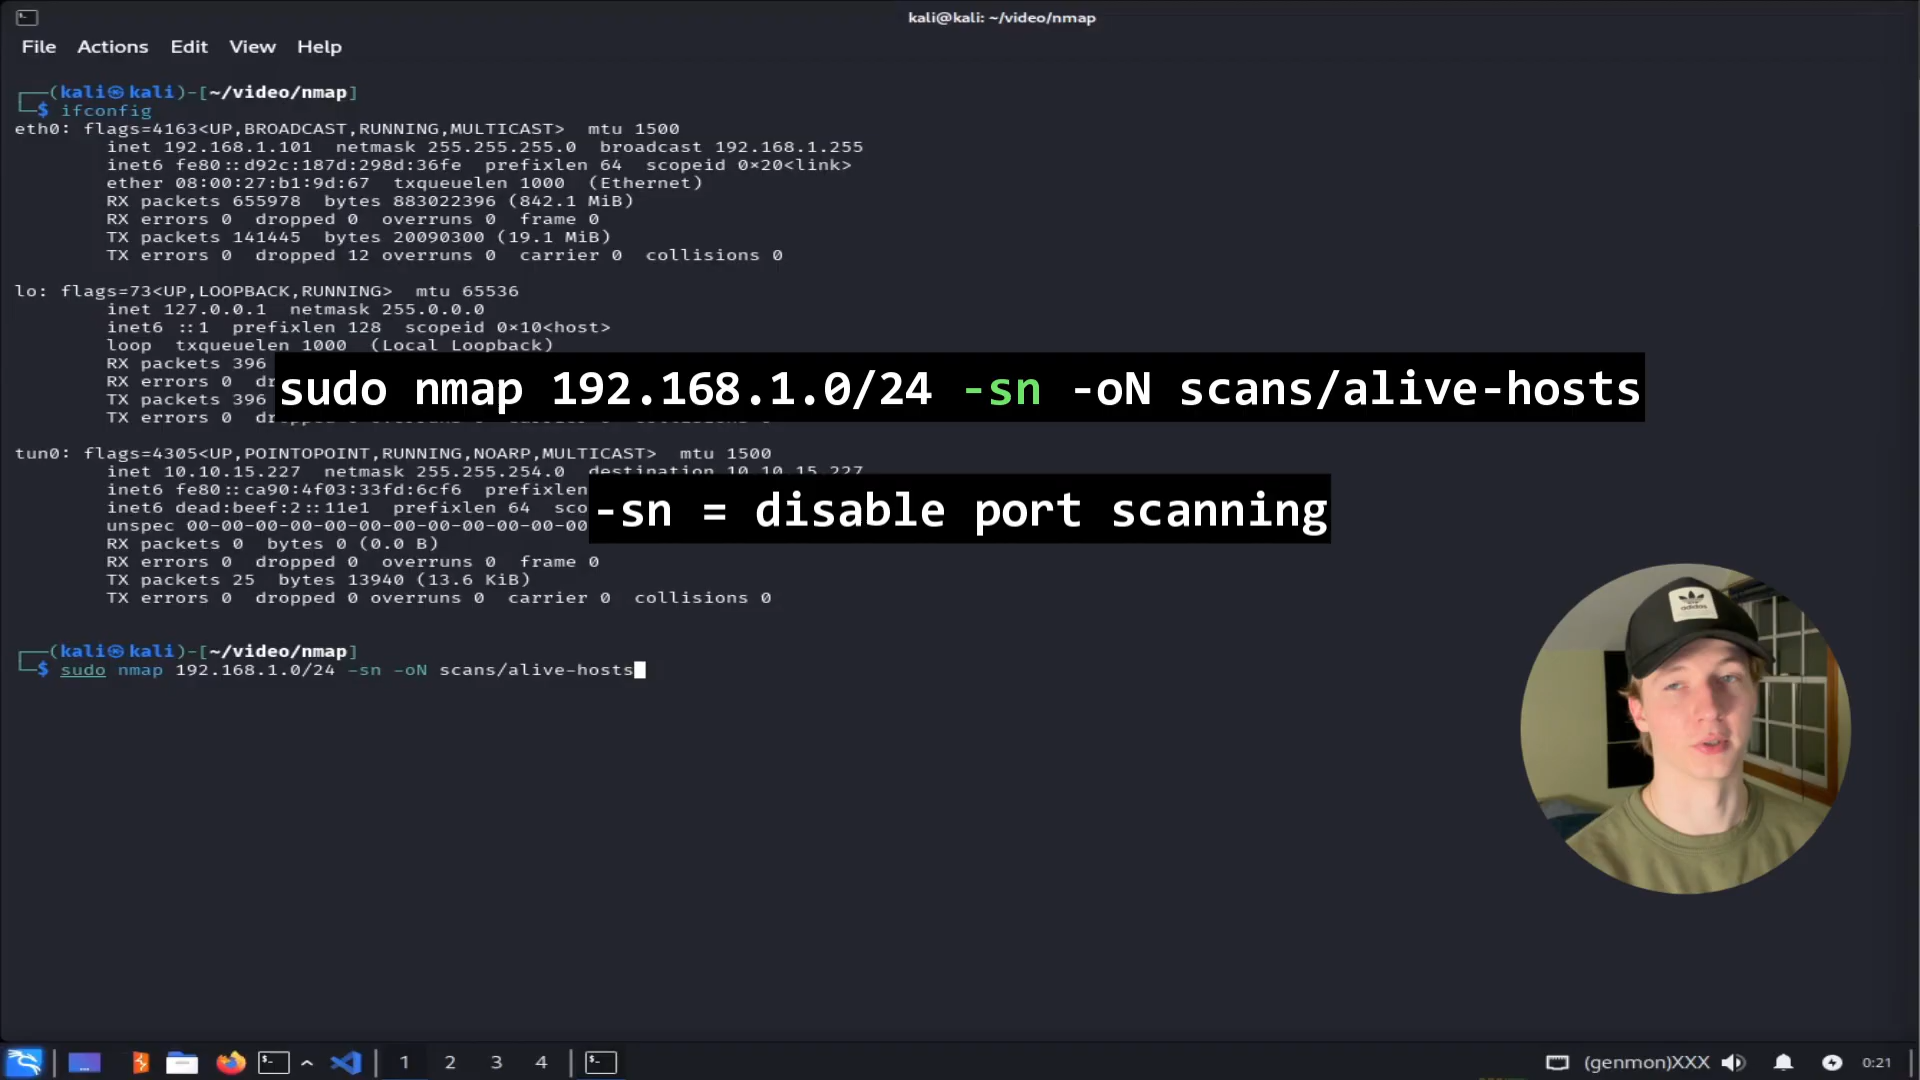 kali@kali: ~/video/nmap
File Actions Edit View Help
(kali㉿kali)-[~/video/nmap]
$ ifconfig
eth0: flags=4163<UP,BROADCAST,RUNNING,MULTICAST> mtu 1500
inet 192.168.1.101 netmask 255.255.255.0 broadcast 192.168.1.255
inet6 fe80::d92c:187d:298d:36fe prefixlen 64 scopeid 0×20<link>
ether 08:00:27:b1:9d:67 txqueuelen 1000 (Ethernet)
RX packets 655978 bytes 883022396 (842.1 MiB)
RX errors 0 dropped 0 overruns 0 frame 0
TX packets 141445 bytes 20090300 (19.1 MiB)
TX errors 0 dropped 12 overruns 0 carrier 0 collisions 0
lo: flags=73<UP,LOOPBACK,RUNNING> mtu 65536
inet 127.0.0.1 netmask 255.0.0.0
inet6 ::1 prefixlen 128 scopeid 0×10<host>
loop txqueuelen 1000 (Local Loopback)
RX packets 396
RX errors 0
TX packets 396
TX errors 0
sudo nmap 192.168.1.0/24 -sn -oN scans/alive-hosts
tun0: flags=4305<UP,POINTOPOINT,RUNNING,NOARP,MULTICAST> mtu 1500
inet 10.10.15.227 netmask 255.255.254.0 destination 10.10.15.227
inet6 fe80::ca90:4f03:33fd:6cf6 prefixlen
inet6 dead:beef:2::11e1 prefixlen 64
unspec 00-00-00-00-00-00-00-00-00-00-00
-sn = disable port scanning
RX packets 0 bytes 0 (0.0 B)
RX errors 0 dropped 0 overruns 0 frame 0
TX packets 25 bytes 13940 (13.6 KiB)
TX errors 0 dropped 0 overruns 0 carrier 0 collisions 0
(kali㉿kali)-[~/video/nmap]
$ sudo nmap 192.168.1.0/24 -sn -oN scans/alive-hosts
adidas
1 2 3 4
(genmon)XXX
0:21